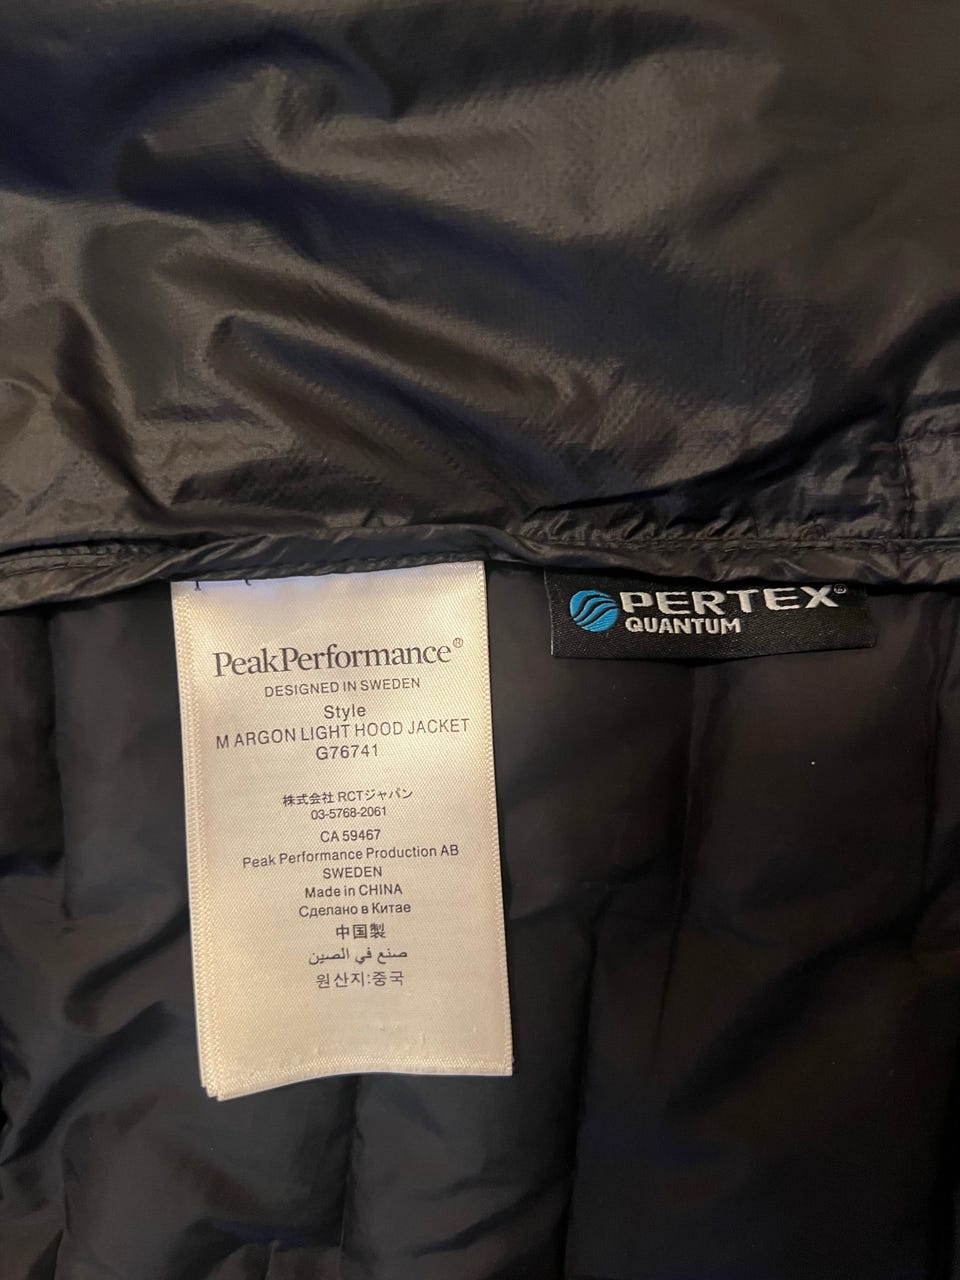 PeakPerformance®
DESIGNED IN SWEDEN
Style
M ARGON LIGHT HOOD JACKET
G76741
株式会社 RCTジャパン
03-5768-2061
CA 59467
Peak Performance Production AB
SWEDEN
Made in CHINA
Сделано в Китае
中国製
صنع في الصين
원산지:중국
PERTEX®
QUANTUM